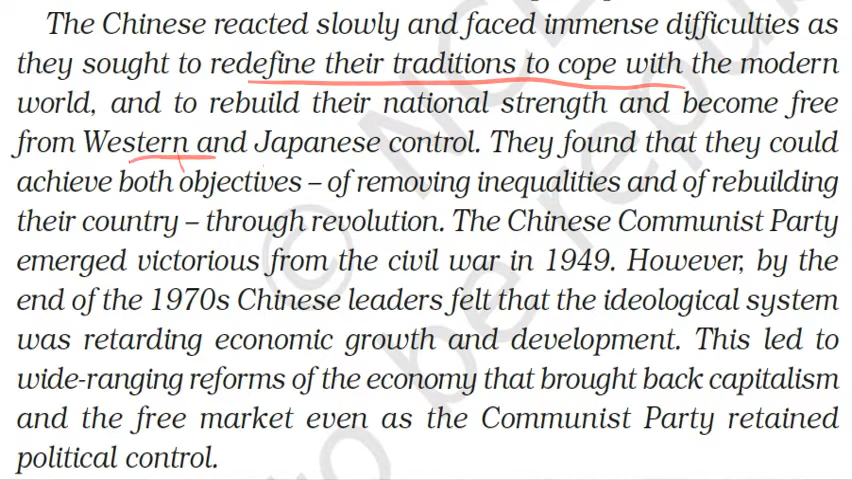 The Chinese reacted slowly and faced immense difficulties as
they sought to redefine their traditions to cope with the modern
world, and to rebuild their national strength and become free
from Western and Japanese control. They found that they could
achieve both objectives – of removing inequalities and of rebuilding
their country – through revolution. The Chinese Communist Party
emerged victorious from the civil war in 1949. However, by the
end of the 1970s Chinese leaders felt that the ideological system
was retarding economic growth and development. This led to
wide-ranging reforms of the economy that brought back capitalism
and the free market even as the Communist Party retained
political control.